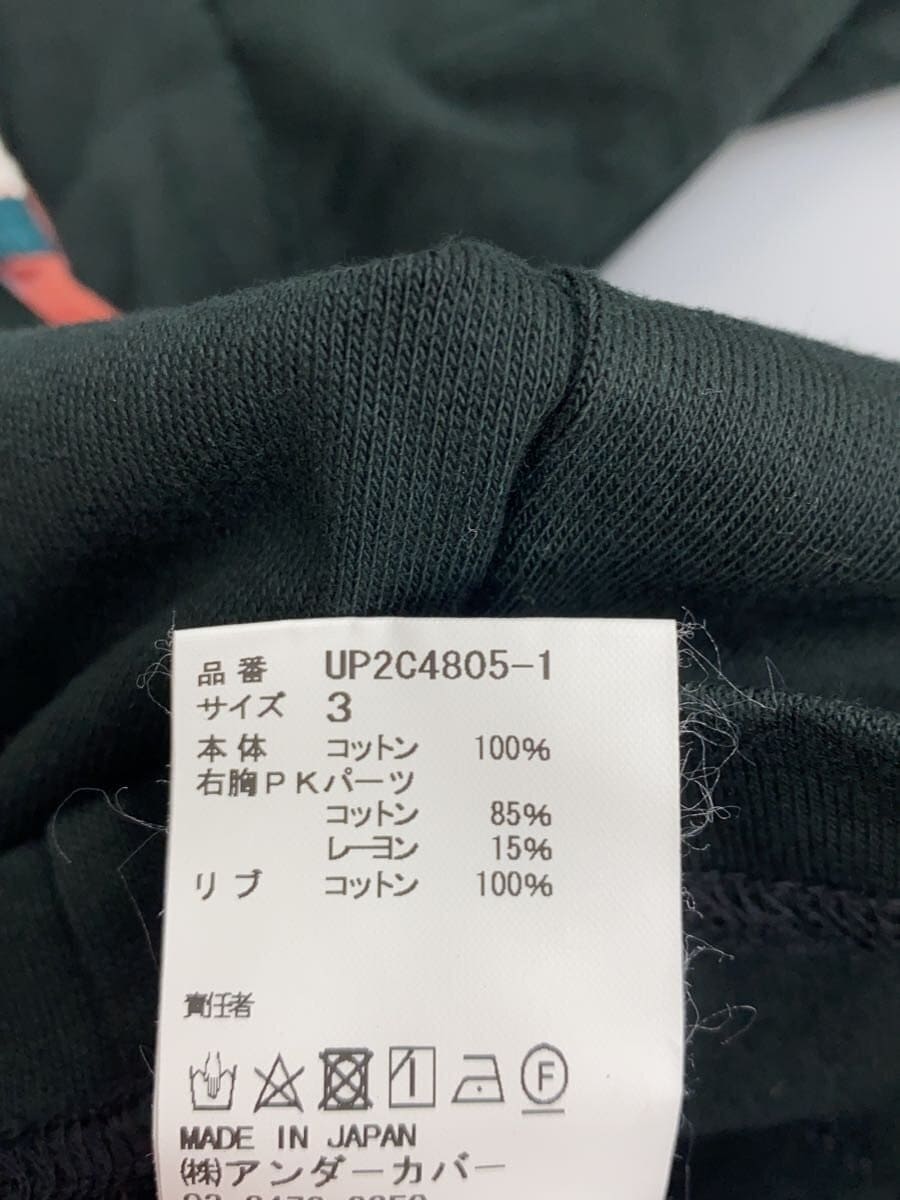 品番 UP2C4805-1
サイズ 3
本体 コットン 100%
右胸PKパーツ
コットン 85%
レーヨン 15%
リブ コットン 100%
責任者
F
MADE IN JAPAN
(株)アンダーカバー